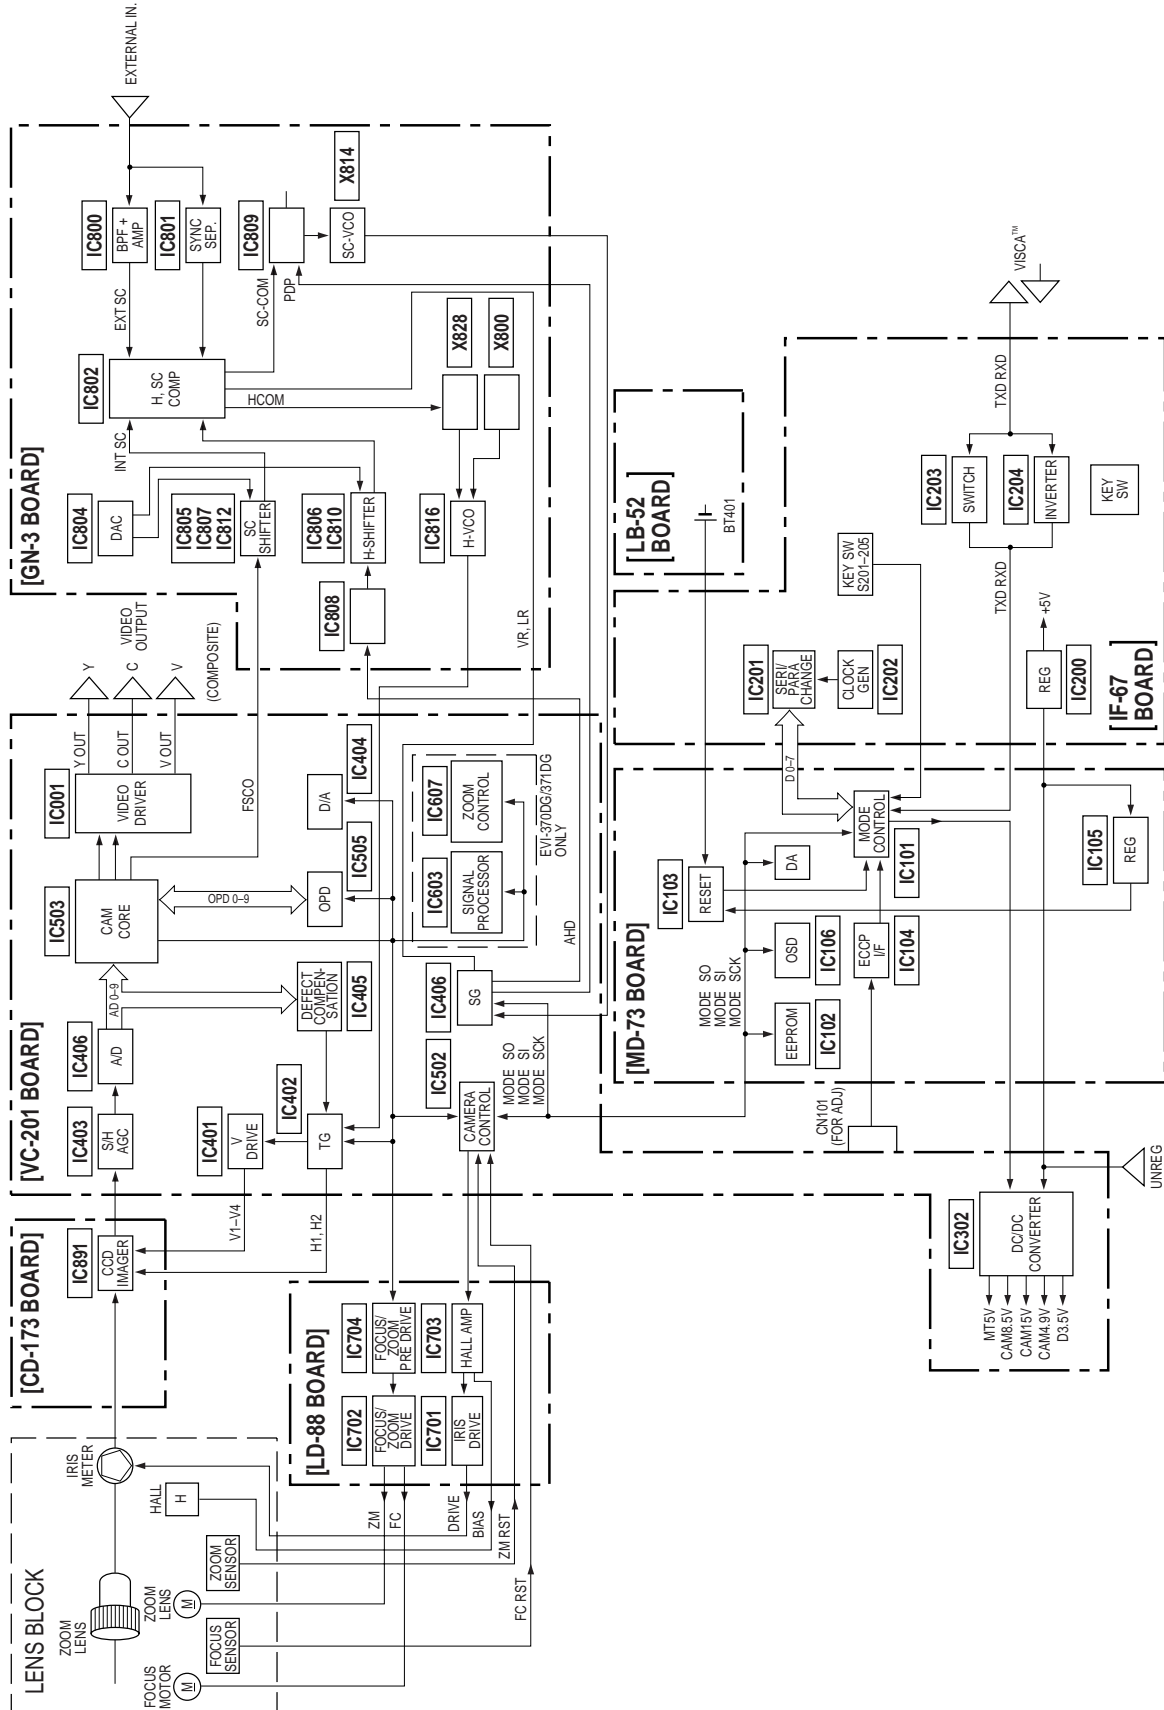 LENS BLOCK
ZOOM
LENS
FOCUS
MOTOR
M
ZOOM
LENS
M
FOCUS
SENSOR
ZOOM
SENSOR
HALL
H
IRIS
METER
ZM
FC
DRIVE
BIAS
ZM RST
FC RST
[CD-173 BOARD]
IC891
CCD
IMAGER
V1–V4
H1, H2
[LD-88 BOARD]
IC702
FOCUS/
ZOOM
DRIVE
IC704
FOCUS/
ZOOM
PRE DRIVE
IC701
IRIS
DRIVE
IC703
HALL AMP
[VC-201 BOARD]
IC403
S/H
AGC
IC406
A/D
AD 0–9
IC503
CAM
CORE
IC001
VIDEO
DRIVER
Y OUT
C OUT
V OUT
Y
C
V
VIDEO
OUTPUT
(COMPOSITE)
FSCO
OPD 0–9
OPD
IC505
D/A
IC404
IC401
V
DRIVE
IC402
TG
DEFECT
COMPEN-
SATION
IC405
IC603
SIGNAL
PROCESSOR
IC607
ZOOM
CONTROL
EVI-370DG/371DG
ONLY
IC502
CAMERA
CONTROL
IC406
SG
AHD
MODE SO
MODE SI
MODE SCK
IC302
DC/DC
CONVERTER
MT5V
CAM8.5V
CAM15V
CAM4.9V
D3.5V
UNREG
[GN-3 BOARD]
EXTERNAL IN.
IC800
BPF +
AMP
IC801
SYNC
SEP.
EXT SC
IC802
H, SC
COMP
INT SC
IC804
DAC
IC805
IC807
IC812
SC
SHIFTER
IC806
IC810
H-SHIFTER
IC808
SC-COM
PDP
IC809
SC-VCO
X814
HCOM
X828
X800
IC816
H-VCO
VR, LR
[LB-52
BOARD]
BT401
[MD-73 BOARD]
CN101
(FOR ADJ)
MODE SO
MODE SI
MODE SCK
EEPROM
IC102
OSD
IC106
DA
IC103
RESET
ECCP
I/F
IC104
MODE
CONTROL
IC101
D 0–7
IC105
REG
[IF-67
BOARD]
IC201
SERI/
PARA
CHANGE
CLOCK
GEN
IC202
KEY SW
S201–205
REG
IC200
+5V
TXD RXD
IC203
SWITCH
IC204
INVERTER
TXD RXD
KEY
SW
VISCA™